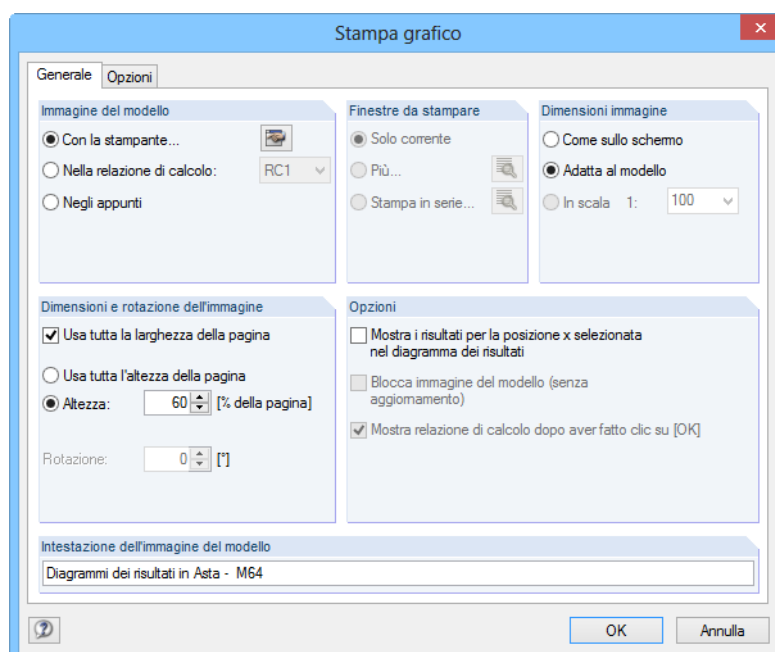 Stampa grafico
Generale
Opzioni
Immagine del modello
Con la stampante...
Nella relazione di calcolo:
RC1
Negli appunti
Finestre da stampare
Solo corrente
Più...
Stampa in serie...
Dimensioni immagine
Come sullo schermo
Adatta al modello
In scala 1:
100
Dimensioni e rotazione dell'immagine
Usa tutta la larghezza della pagina
Usa tutta l'altezza della pagina
Altezza:
60
[% della pagina]
Rotazione:
0
[°]
Opzioni
Mostra i risultati per la posizione x selezionata
nel diagramma dei risultati
Blocca immagine del modello (senza
aggiornamento)
Mostra relazione di calcolo dopo aver fatto clic su [OK]
Intestazione dell'immagine del modello
Diagrammi dei risultati in Asta - M64
OK
Annulla